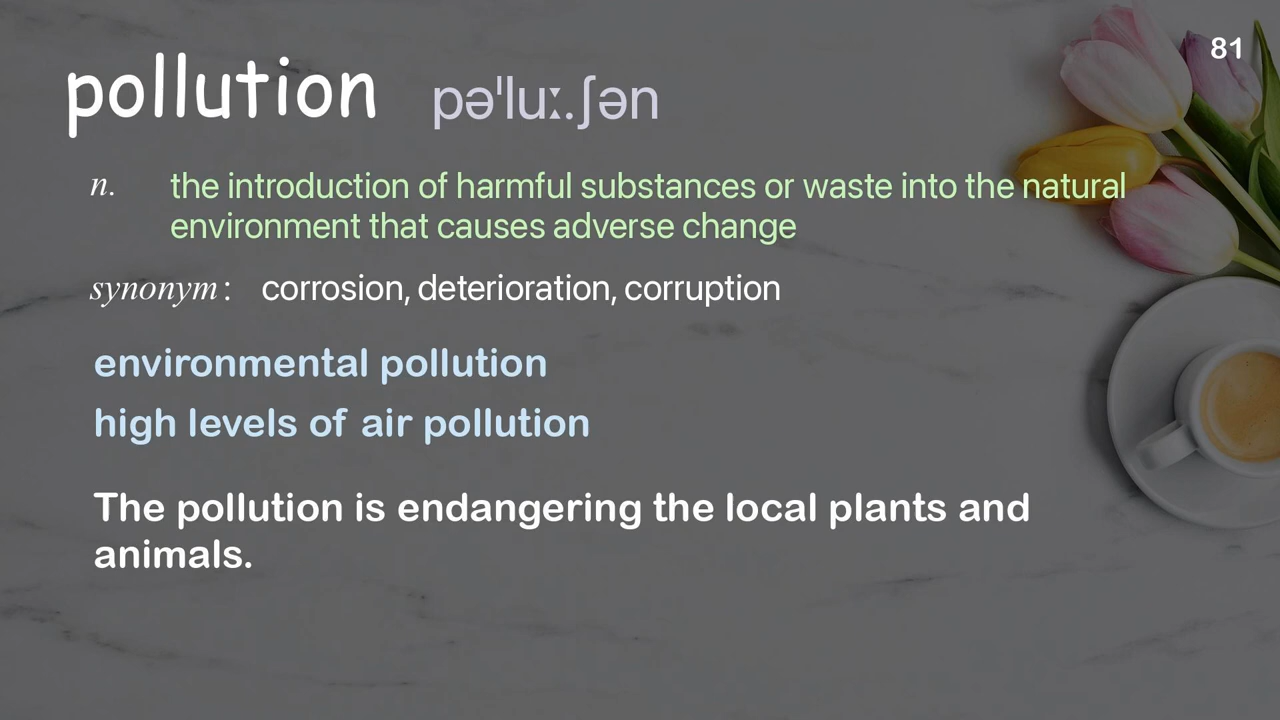 81
pollution pəˈluː.ʃən
n. the introduction of harmful substances or waste into the natural
environment that causes adverse change
synonym: corrosion, deterioration, corruption
environmental pollution
high levels of air pollution
The pollution is endangering the local plants and
animals.